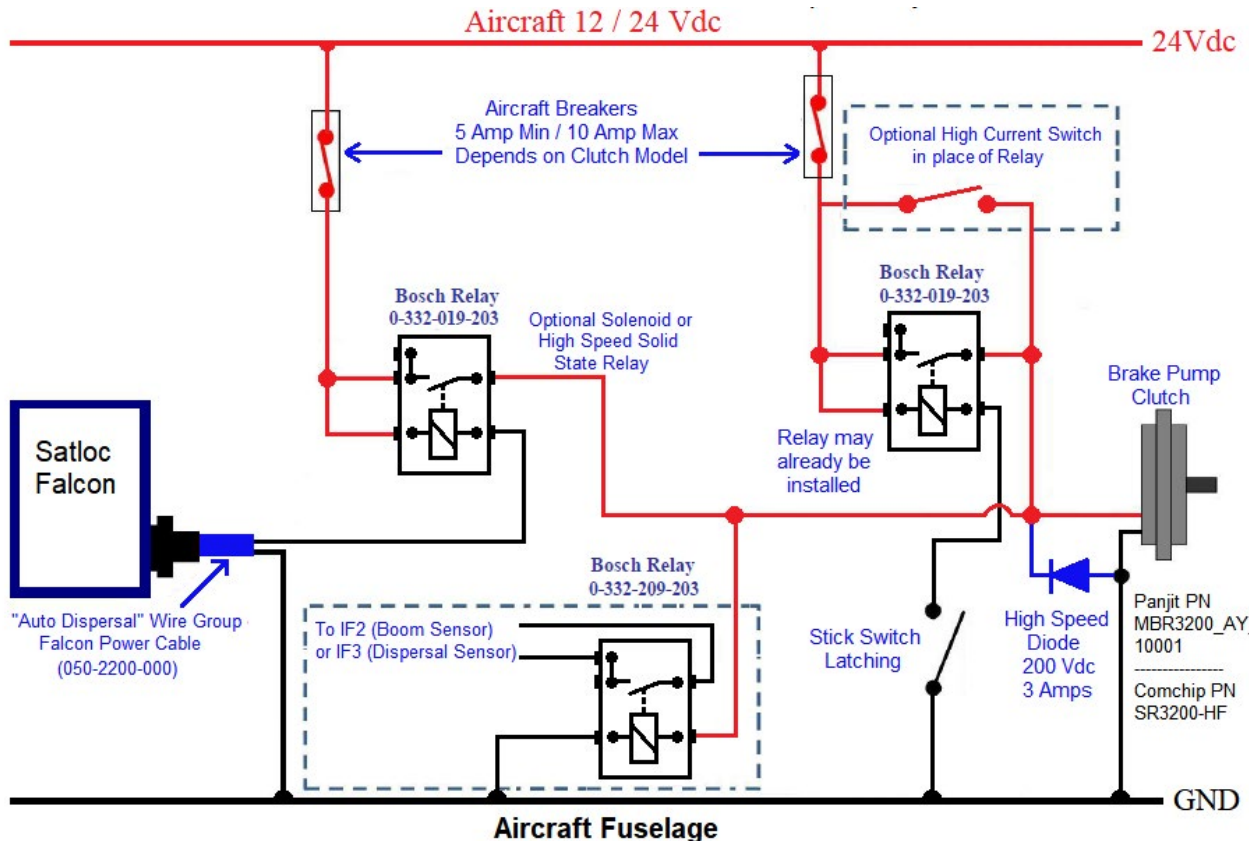 Aircraft 12 / 24 Vdc
24Vdc
Aircraft Breakers
5 Amp Min / 10 Amp Max
Depends on Clutch Model
Optional High Current Switch
in place of Relay
Bosch Relay
0-332-019-203
Optional Solenoid or
High Speed Solid
State Relay
Bosch Relay
0-332-019-203
Brake Pump
Clutch
Satloc
Falcon
Relay may
already be
installed
"Auto Dispersal" Wire Group
Falcon Power Cable
(050-2200-000)
Bosch Relay
0-332-209-203
To IF2 (Boom Sensor)
or IF3 (Dispersal Sensor)
Stick Switch
Latching
High Speed
Diode
200 Vdc
3 Amps
Panjit PN
MBR3200_AY_
10001
----------------
Comchip PN
SR3200-HF
GND
Aircraft Fuselage